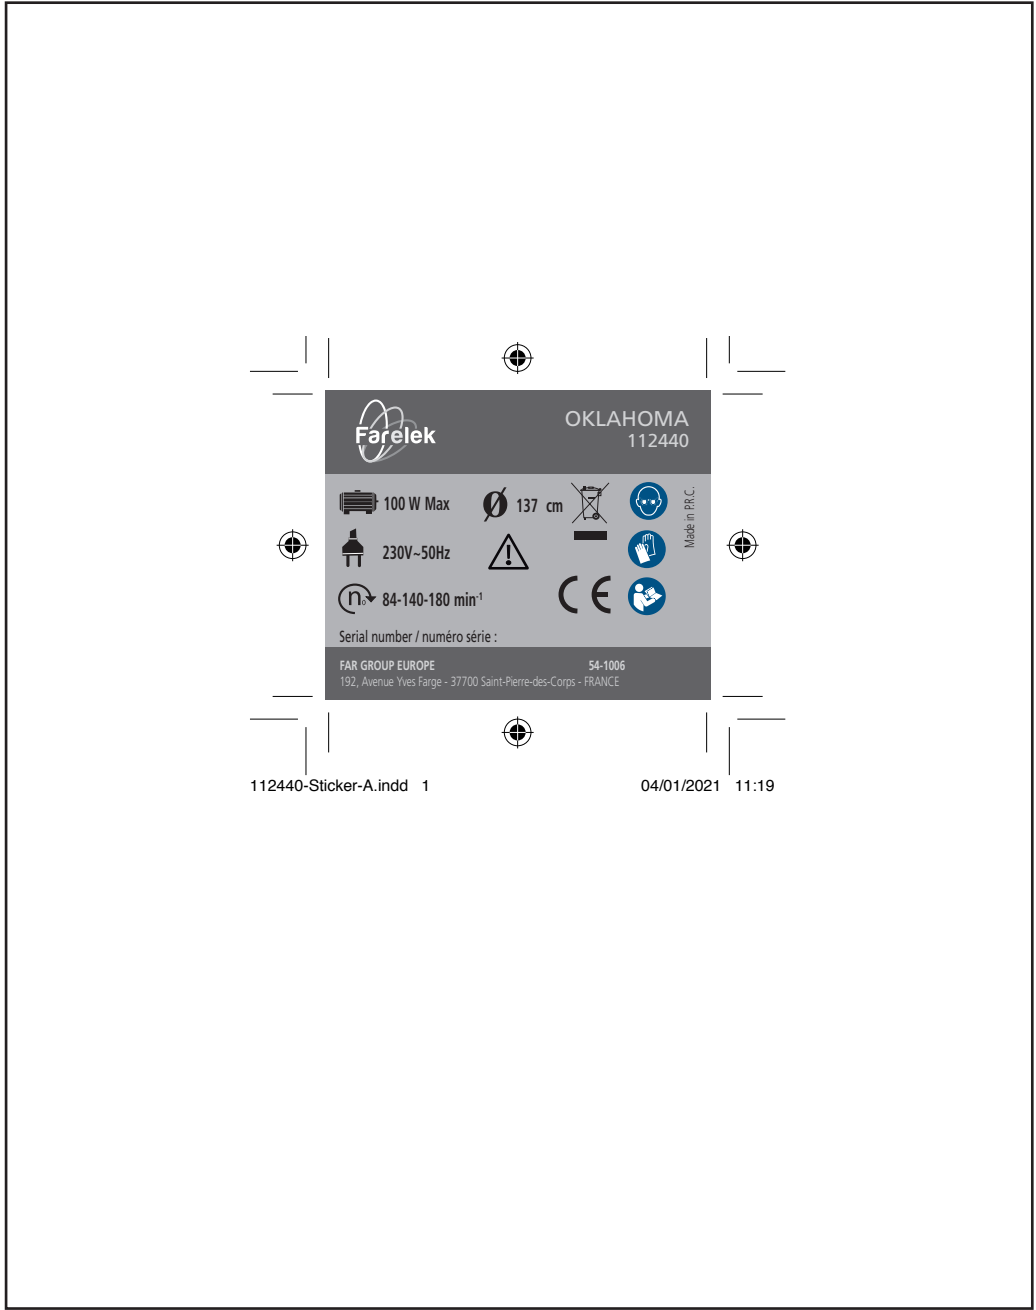 Farelek
OKLAHOMA
112440
100 W Max
Ø 137 cm
Made in P.R.C.
230V~50Hz
n₀
84-140-180 min⁻¹
CE
Serial number / numéro série :
FAR GROUP EUROPE 54-1006
192, Avenue Yves Farge - 37700 Saint-Pierre-des-Corps - FRANCE
112440-Sticker-A.indd 1 04/01/2021 11:19